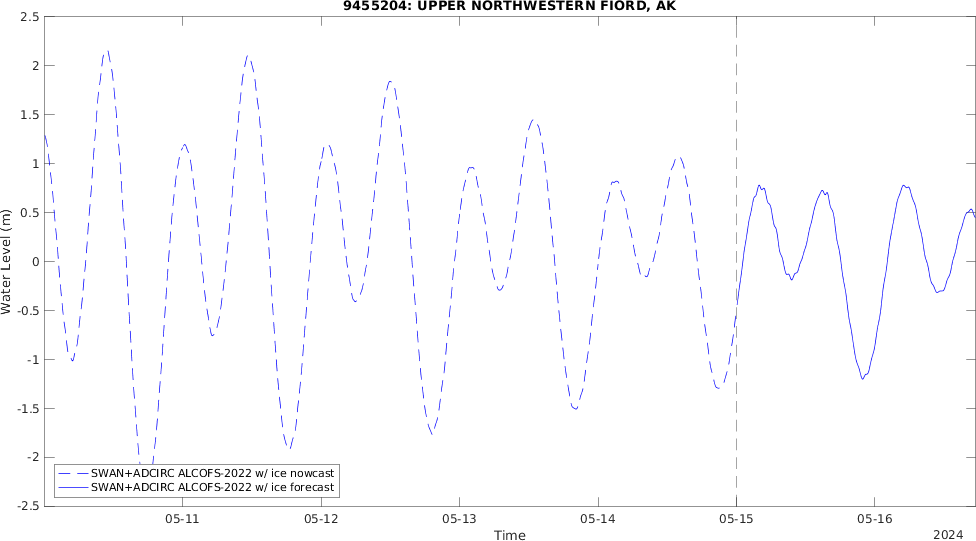 9455204: UPPER NORTHWESTERN FIORD, AK
2.5
2
1.5
1
0.5
0
-0.5
-1
-1.5
-2
-2.5
Water Level (m)
SWAN+ADCIRC ALCOFS-2022 w/ ice nowcast
SWAN+ADCIRC ALCOFS-2022 w/ ice forecast
05-11 05-12 05-13 05-14 05-15 05-16
Time
2024